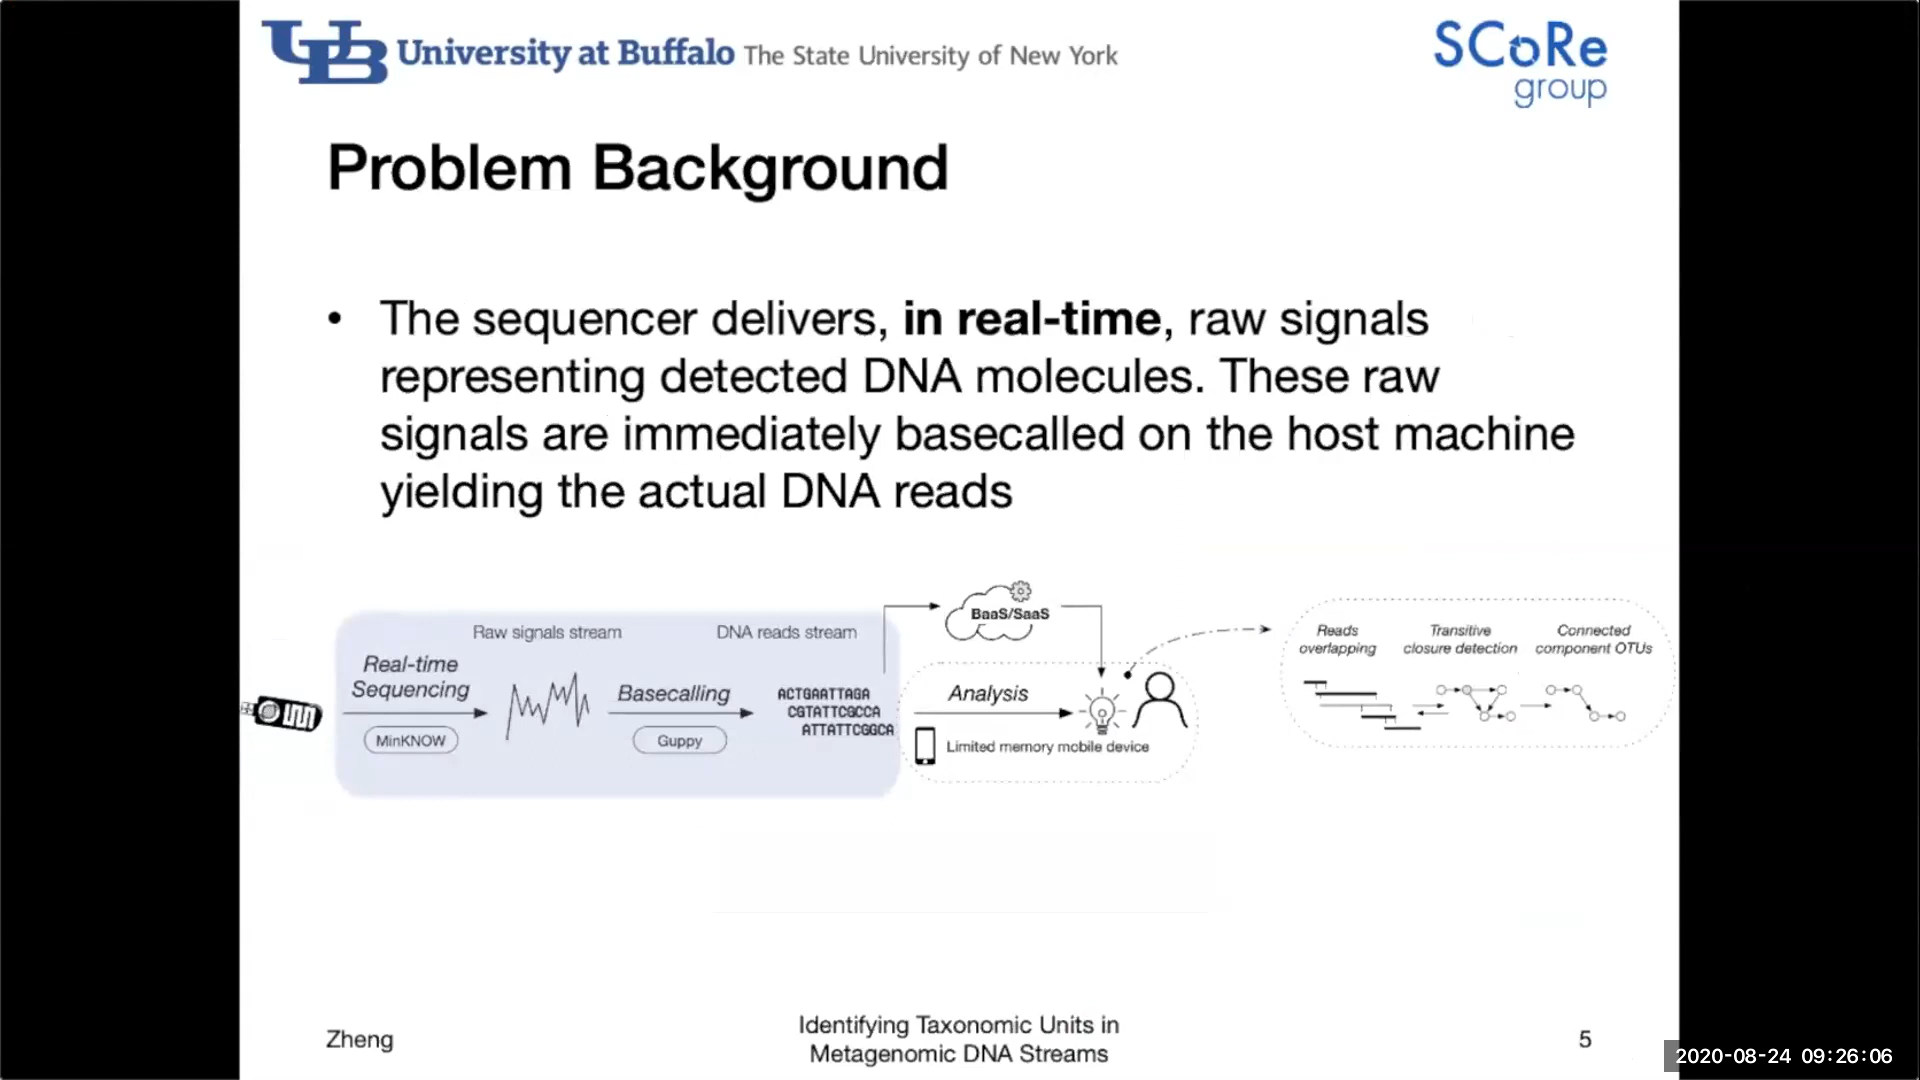 UB University at Buffalo The State University of New York
SCoRe
group
Problem Background
• The sequencer delivers, in real-time, raw signals
representing detected DNA molecules. These raw
signals are immediately basecalled on the host machine
yielding the actual DNA reads
Raw signals stream
DNA reads stream
Real-time
Sequencing
MinKNOW
Basecalling
Guppy
ACTGAATTAGA
CGTATTCGCCA
ATTATTCGGCA
BaaS/SaaS
Analysis
Limited memory mobile device
Reads
overlapping
Transitive
closure detection
Connected
component OTUs
Zheng
Identifying Taxonomic Units in
Metagenomic DNA Streams
5
2020-08-24 09:26:06